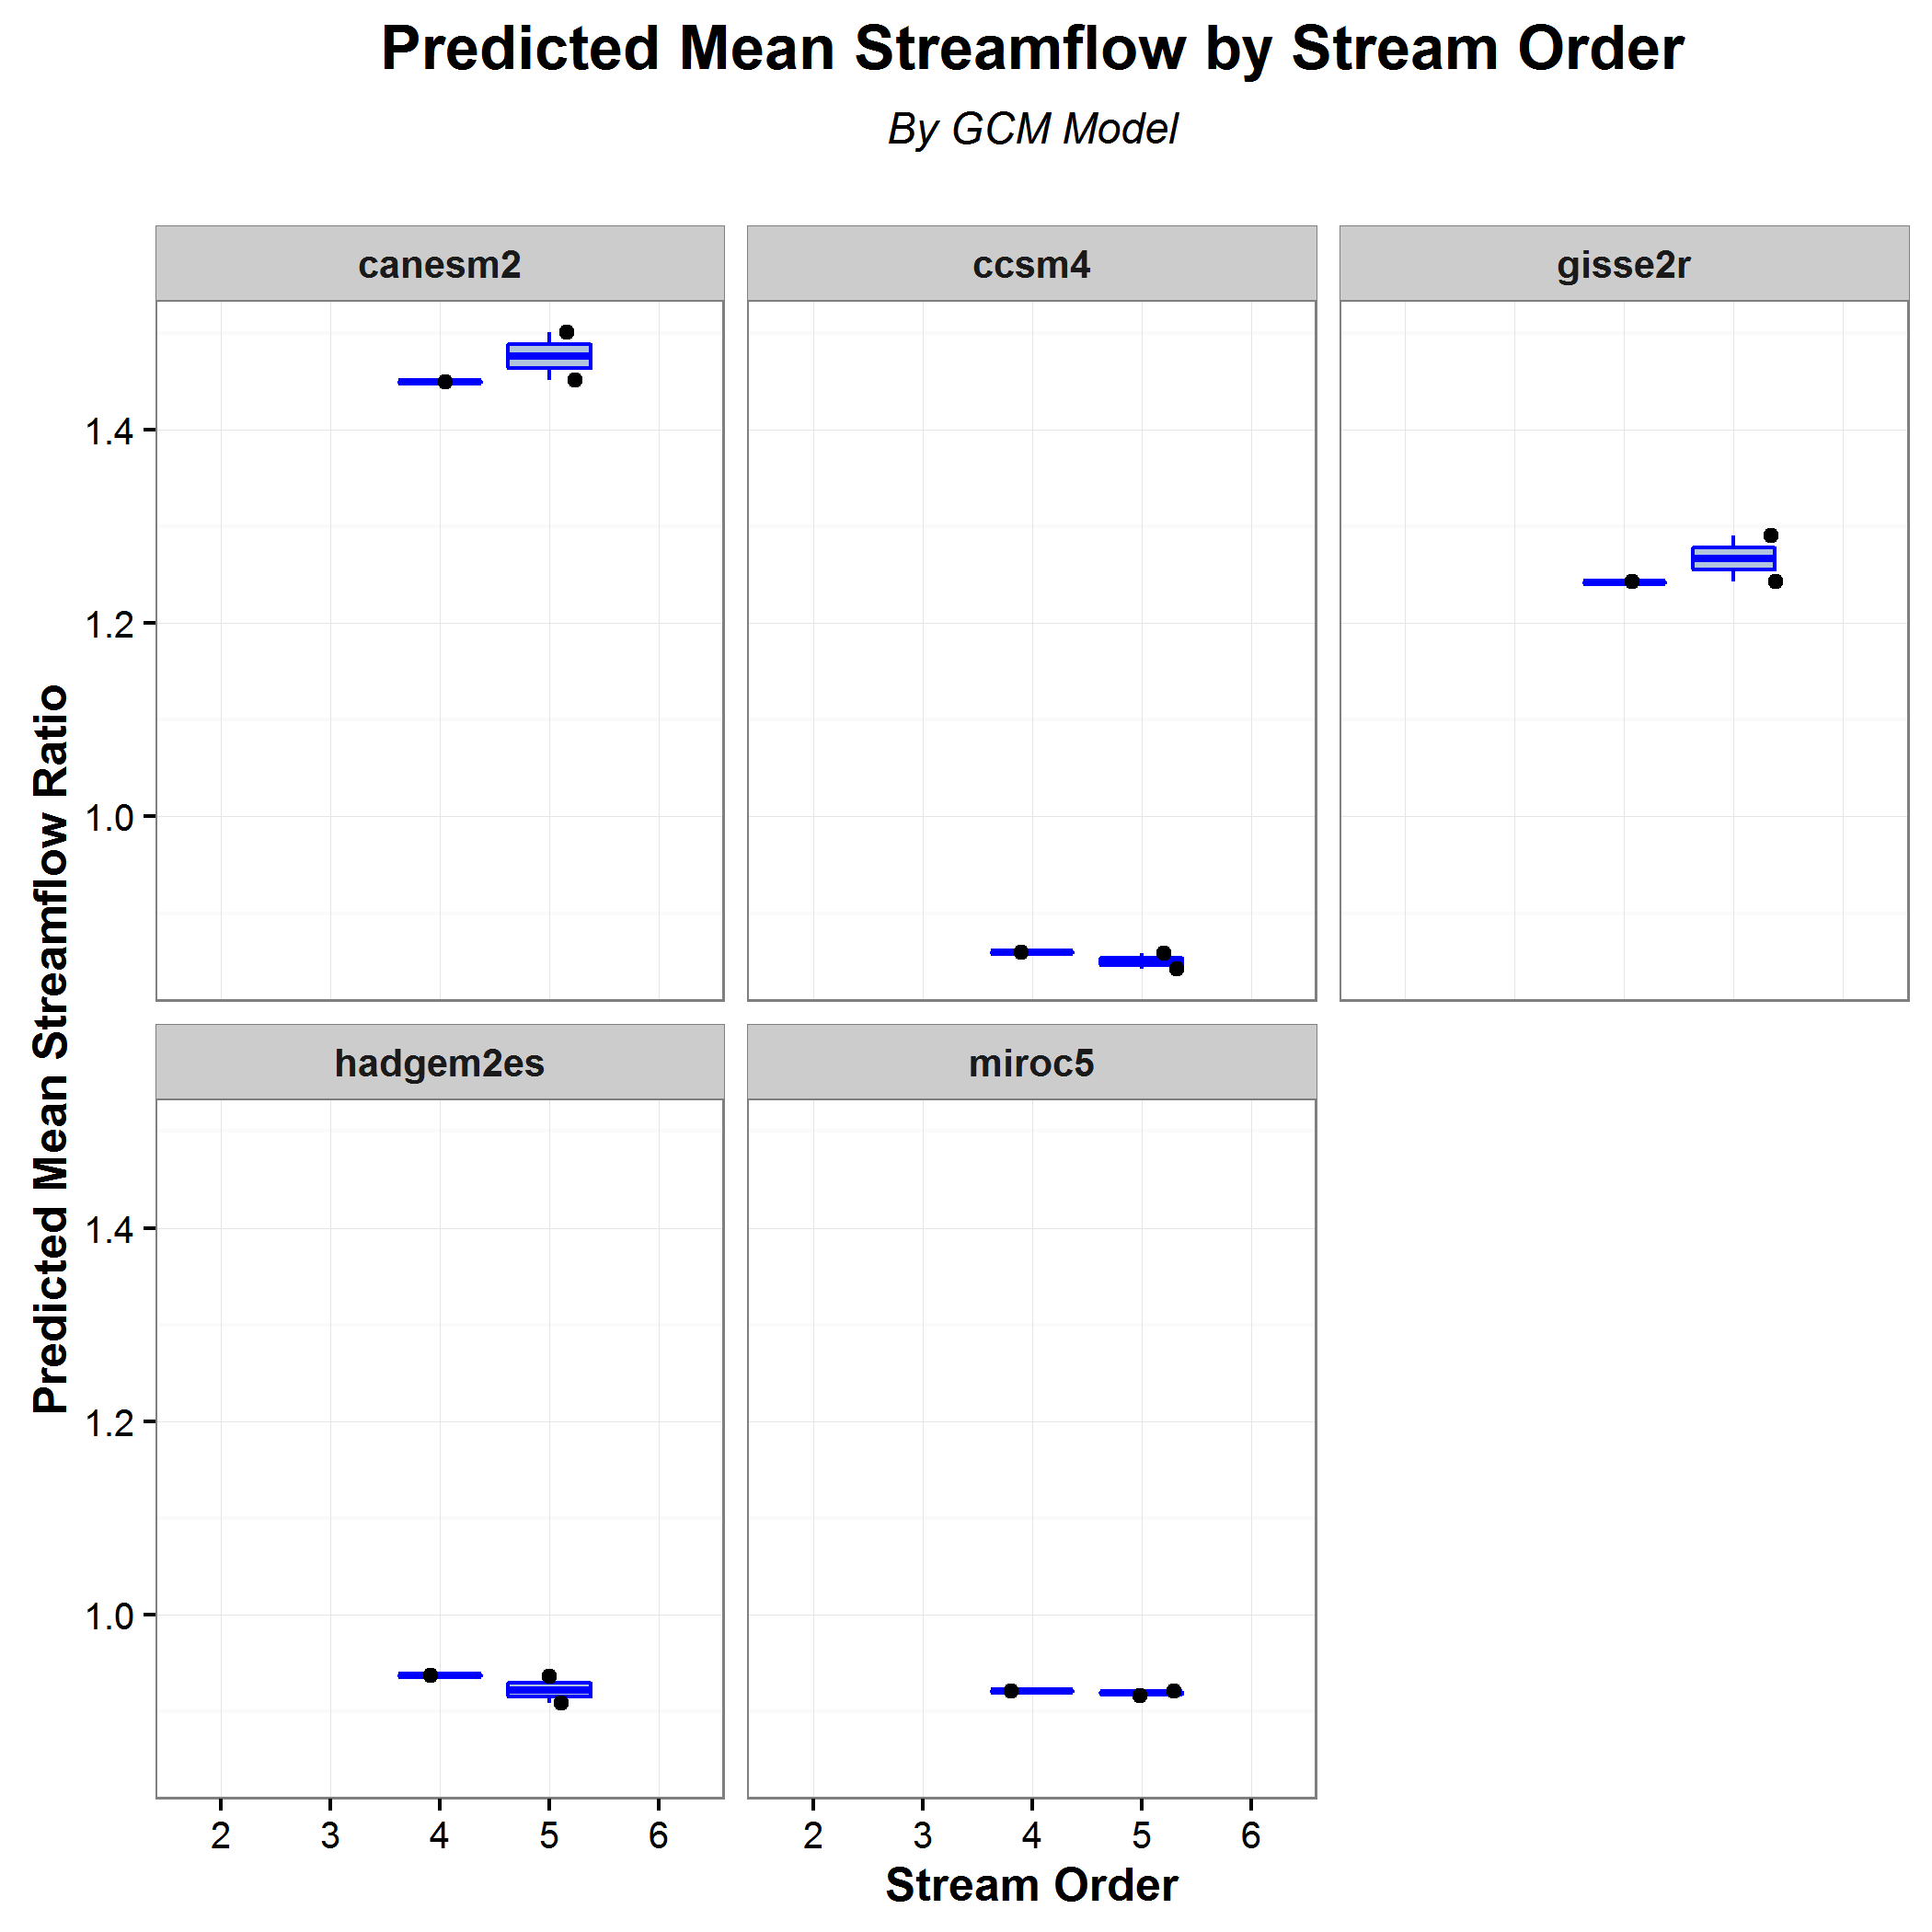 Predicted Mean Streamflow by Stream Order
By GCM Model
canesm2
ccsm4
gisse2r
1.4
1.2
1.0
Predicted Mean Streamflow Ratio
hadgem2es
miroc5
1.4
1.2
1.0
2 3 4 5 6
2 3 4 5 6
Stream Order